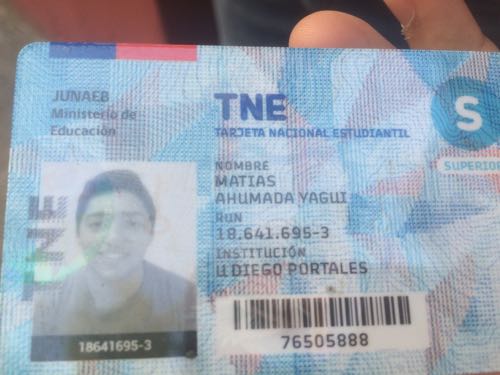 JUNAEB
Ministerio de
Educación
TNE
TARJETA NACIONAL ESTUDIANTIL
S
SUPERIO
TNE
NOMBRE
MATIAS
AHUMADA YAGUI
RUN
18.641.695-3
INSTITUCIÓN
U DIEGO PORTALES
18641695-3
76505888